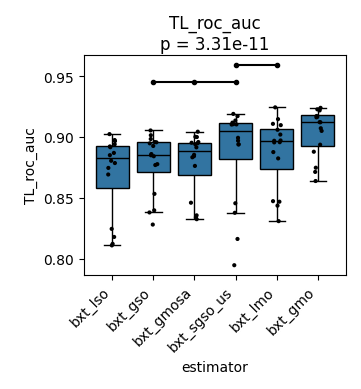 TL_roc_auc
p = 3.31e-11
TL_roc_auc
0.95
0.90
0.85
0.80
bxt_lso
bxt_gso
bxt_gmosa
bxt_sgso_us
bxt_lmo
bxt_gmo
estimator